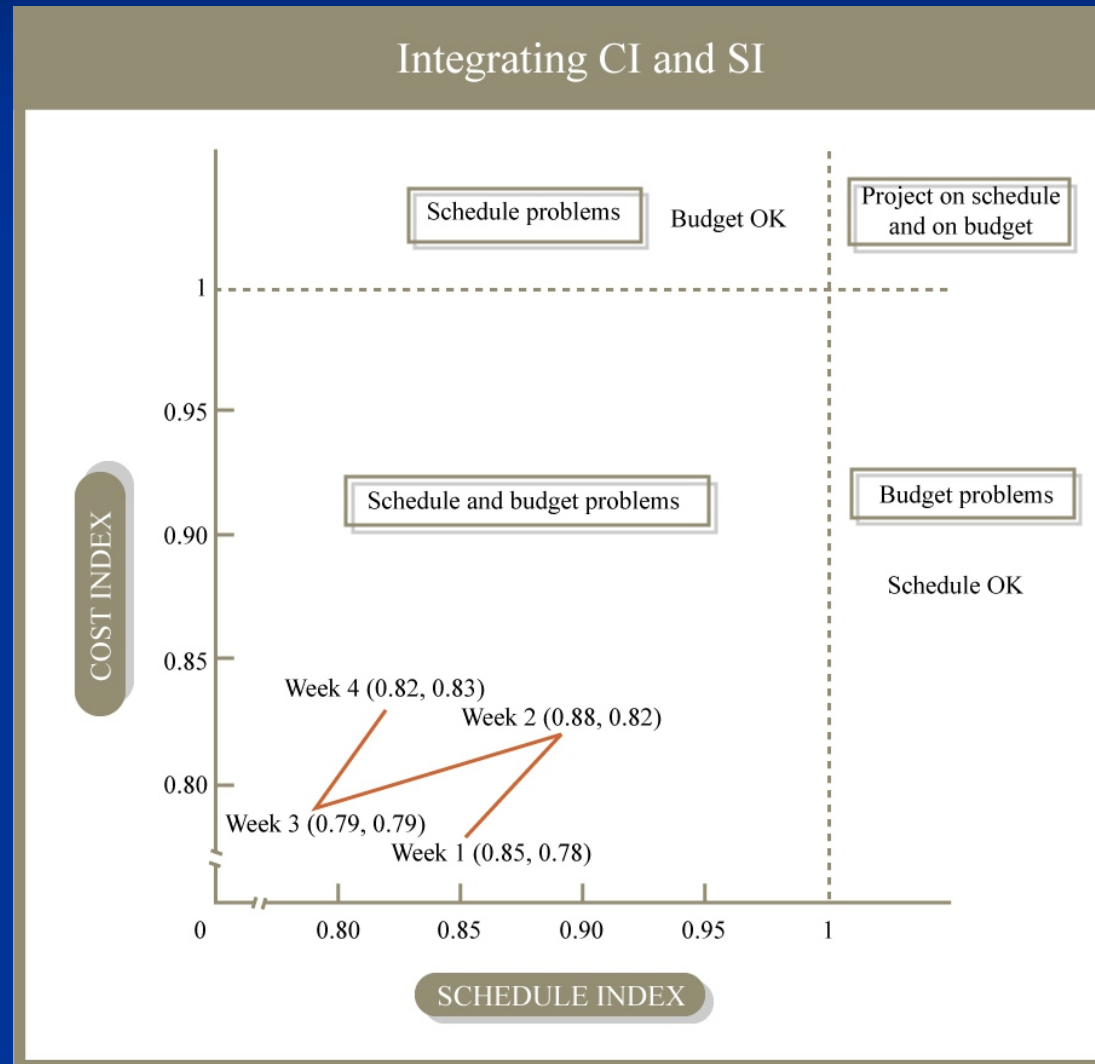 Integrating CI and SI
Schedule problems
Budget OK
Project on schedule
and on budget
1
0.95
Schedule and budget problems
Budget problems
0.90
Schedule OK
COST INDEX
0.85
Week 4 (0.82, 0.83)
Week 2 (0.88, 0.82)
0.80
Week 3 (0.79, 0.79)
Week 1 (0.85, 0.78)
0
0.80
0.85
0.90
0.95
1
SCHEDULE INDEX